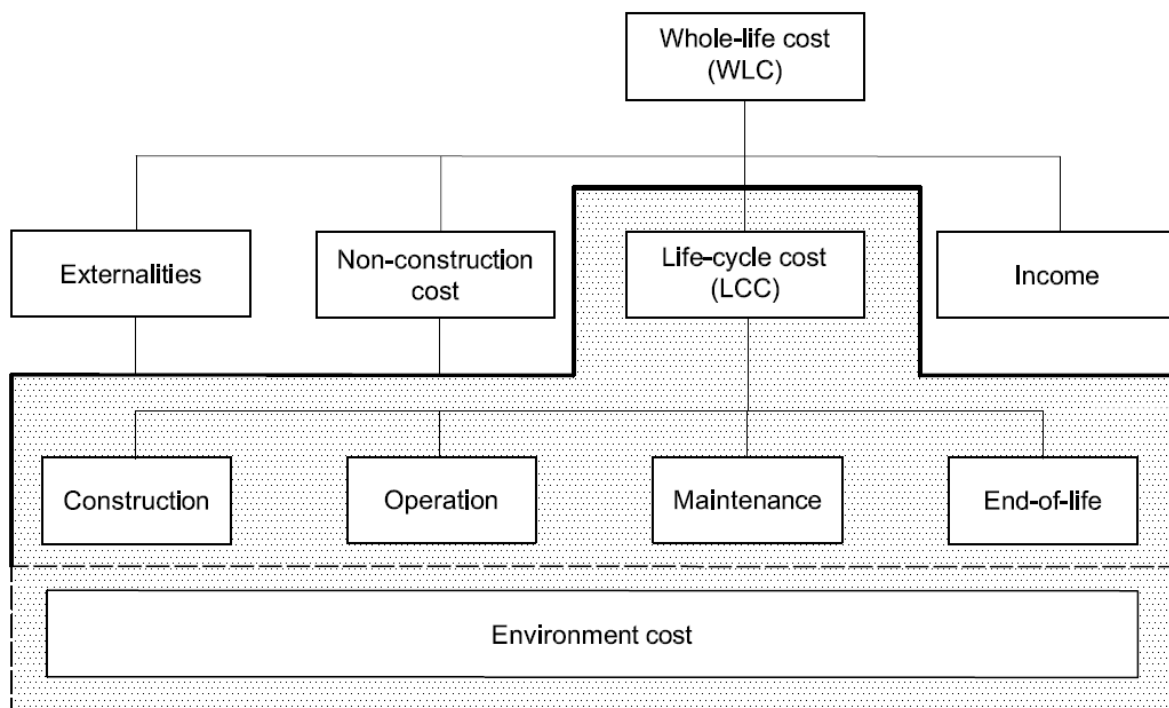 Whole-life cost
(WLC)
Externalities
Non-construction
cost
Life-cycle cost
(LCC)
Income
Construction
Operation
Maintenance
End-of-life
Environment cost